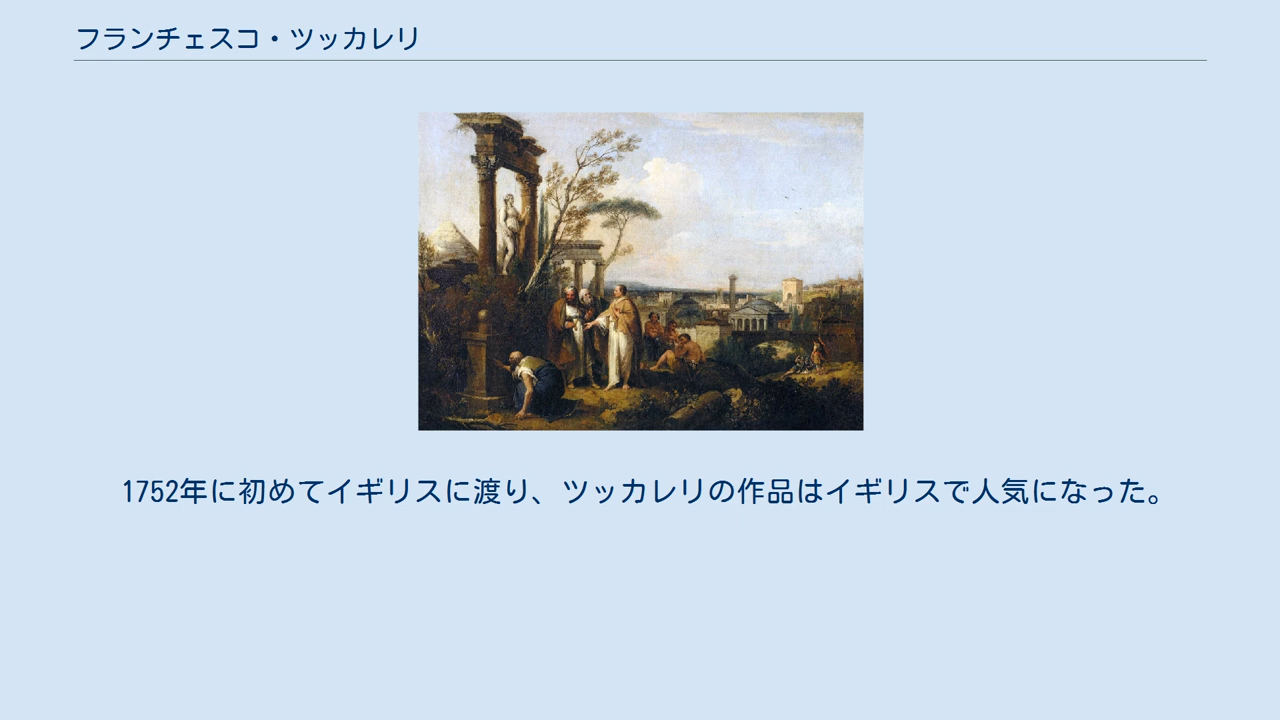 フランチェスコ・ツッカレリ
1752年に初めてイギリスに渡り、ツッカレリの作品はイギリスで人気になった。